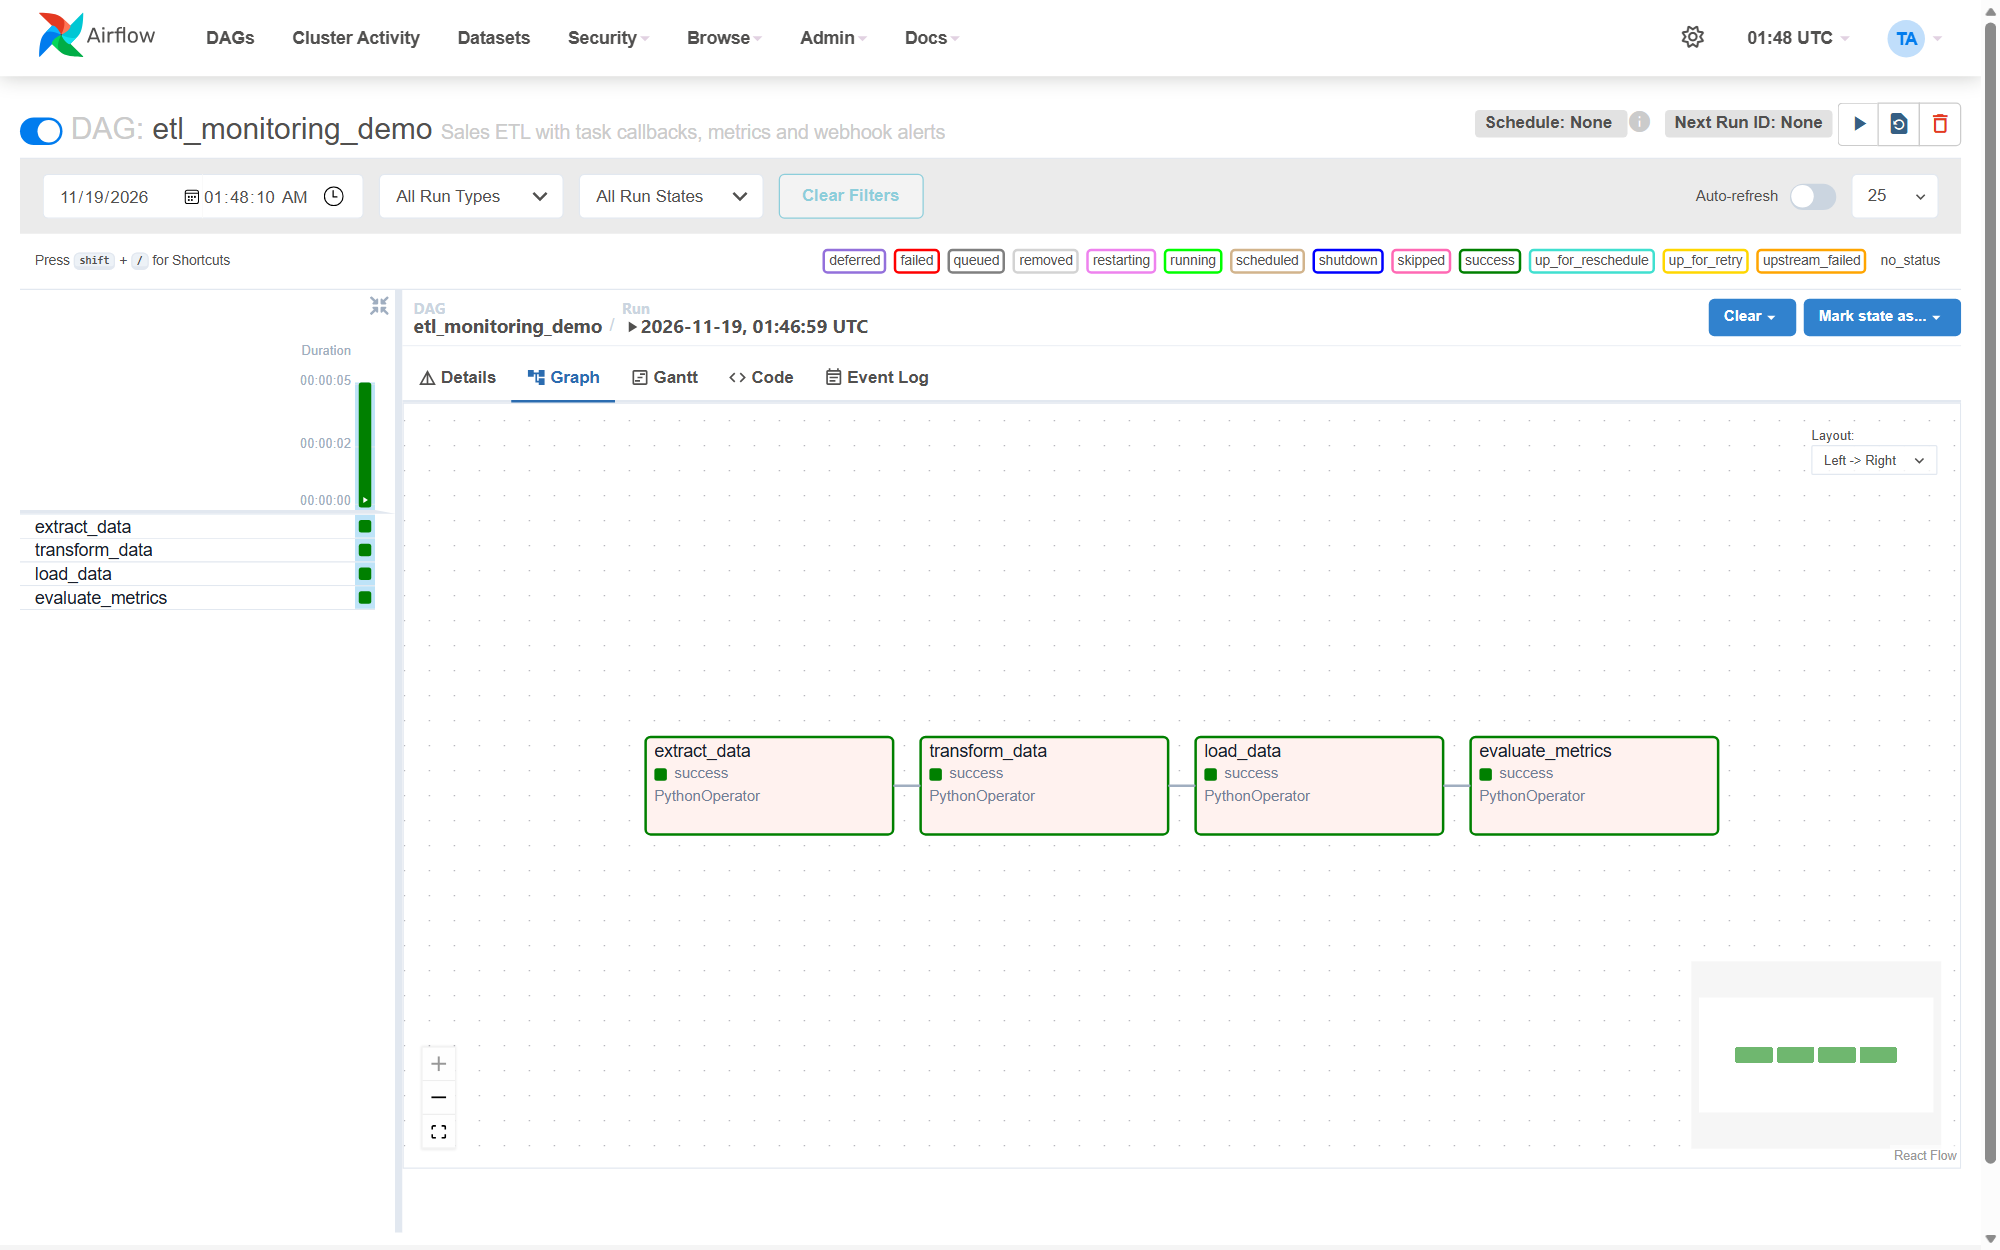 Airflow DAGs Cluster Activity Datasets Security Browse Admin Docs 01:48 UTC TA
DAG: etl_monitoring_demo Sales ETL with task callbacks, metrics and webhook alerts Schedule: None i Next Run ID: None
11/19/2026 01:48:10 AM All Run Types All Run States Clear Filters Auto-refresh 25
Press shift + / for Shortcuts deferred failed queued removed restarting running scheduled shutdown skipped success up_for_reschedule up_for_retry upstream_failed no_status
Duration
00:00:05
00:00:02
00:00:00
extract_data
transform_data
load_data
evaluate_metrics
DAG Run
etl_monitoring_demo / 2026-11-19, 01:46:59 UTC
Clear Mark state as...
Details Graph Gantt Code Event Log
Layout:
Left -> Right
extract_data
success
PythonOperator
transform_data
success
PythonOperator
load_data
success
PythonOperator
evaluate_metrics
success
PythonOperator
React Flow